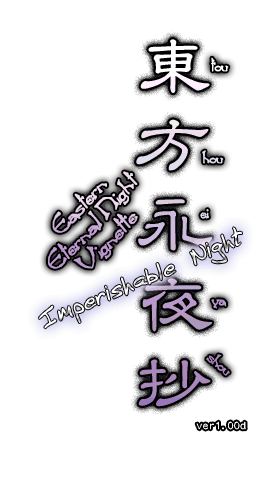 東方永夜抄
tou
hou
ei
ya
shou
Eastern
Eternal Night
Vignette
Imperishable Night
ver1.00d